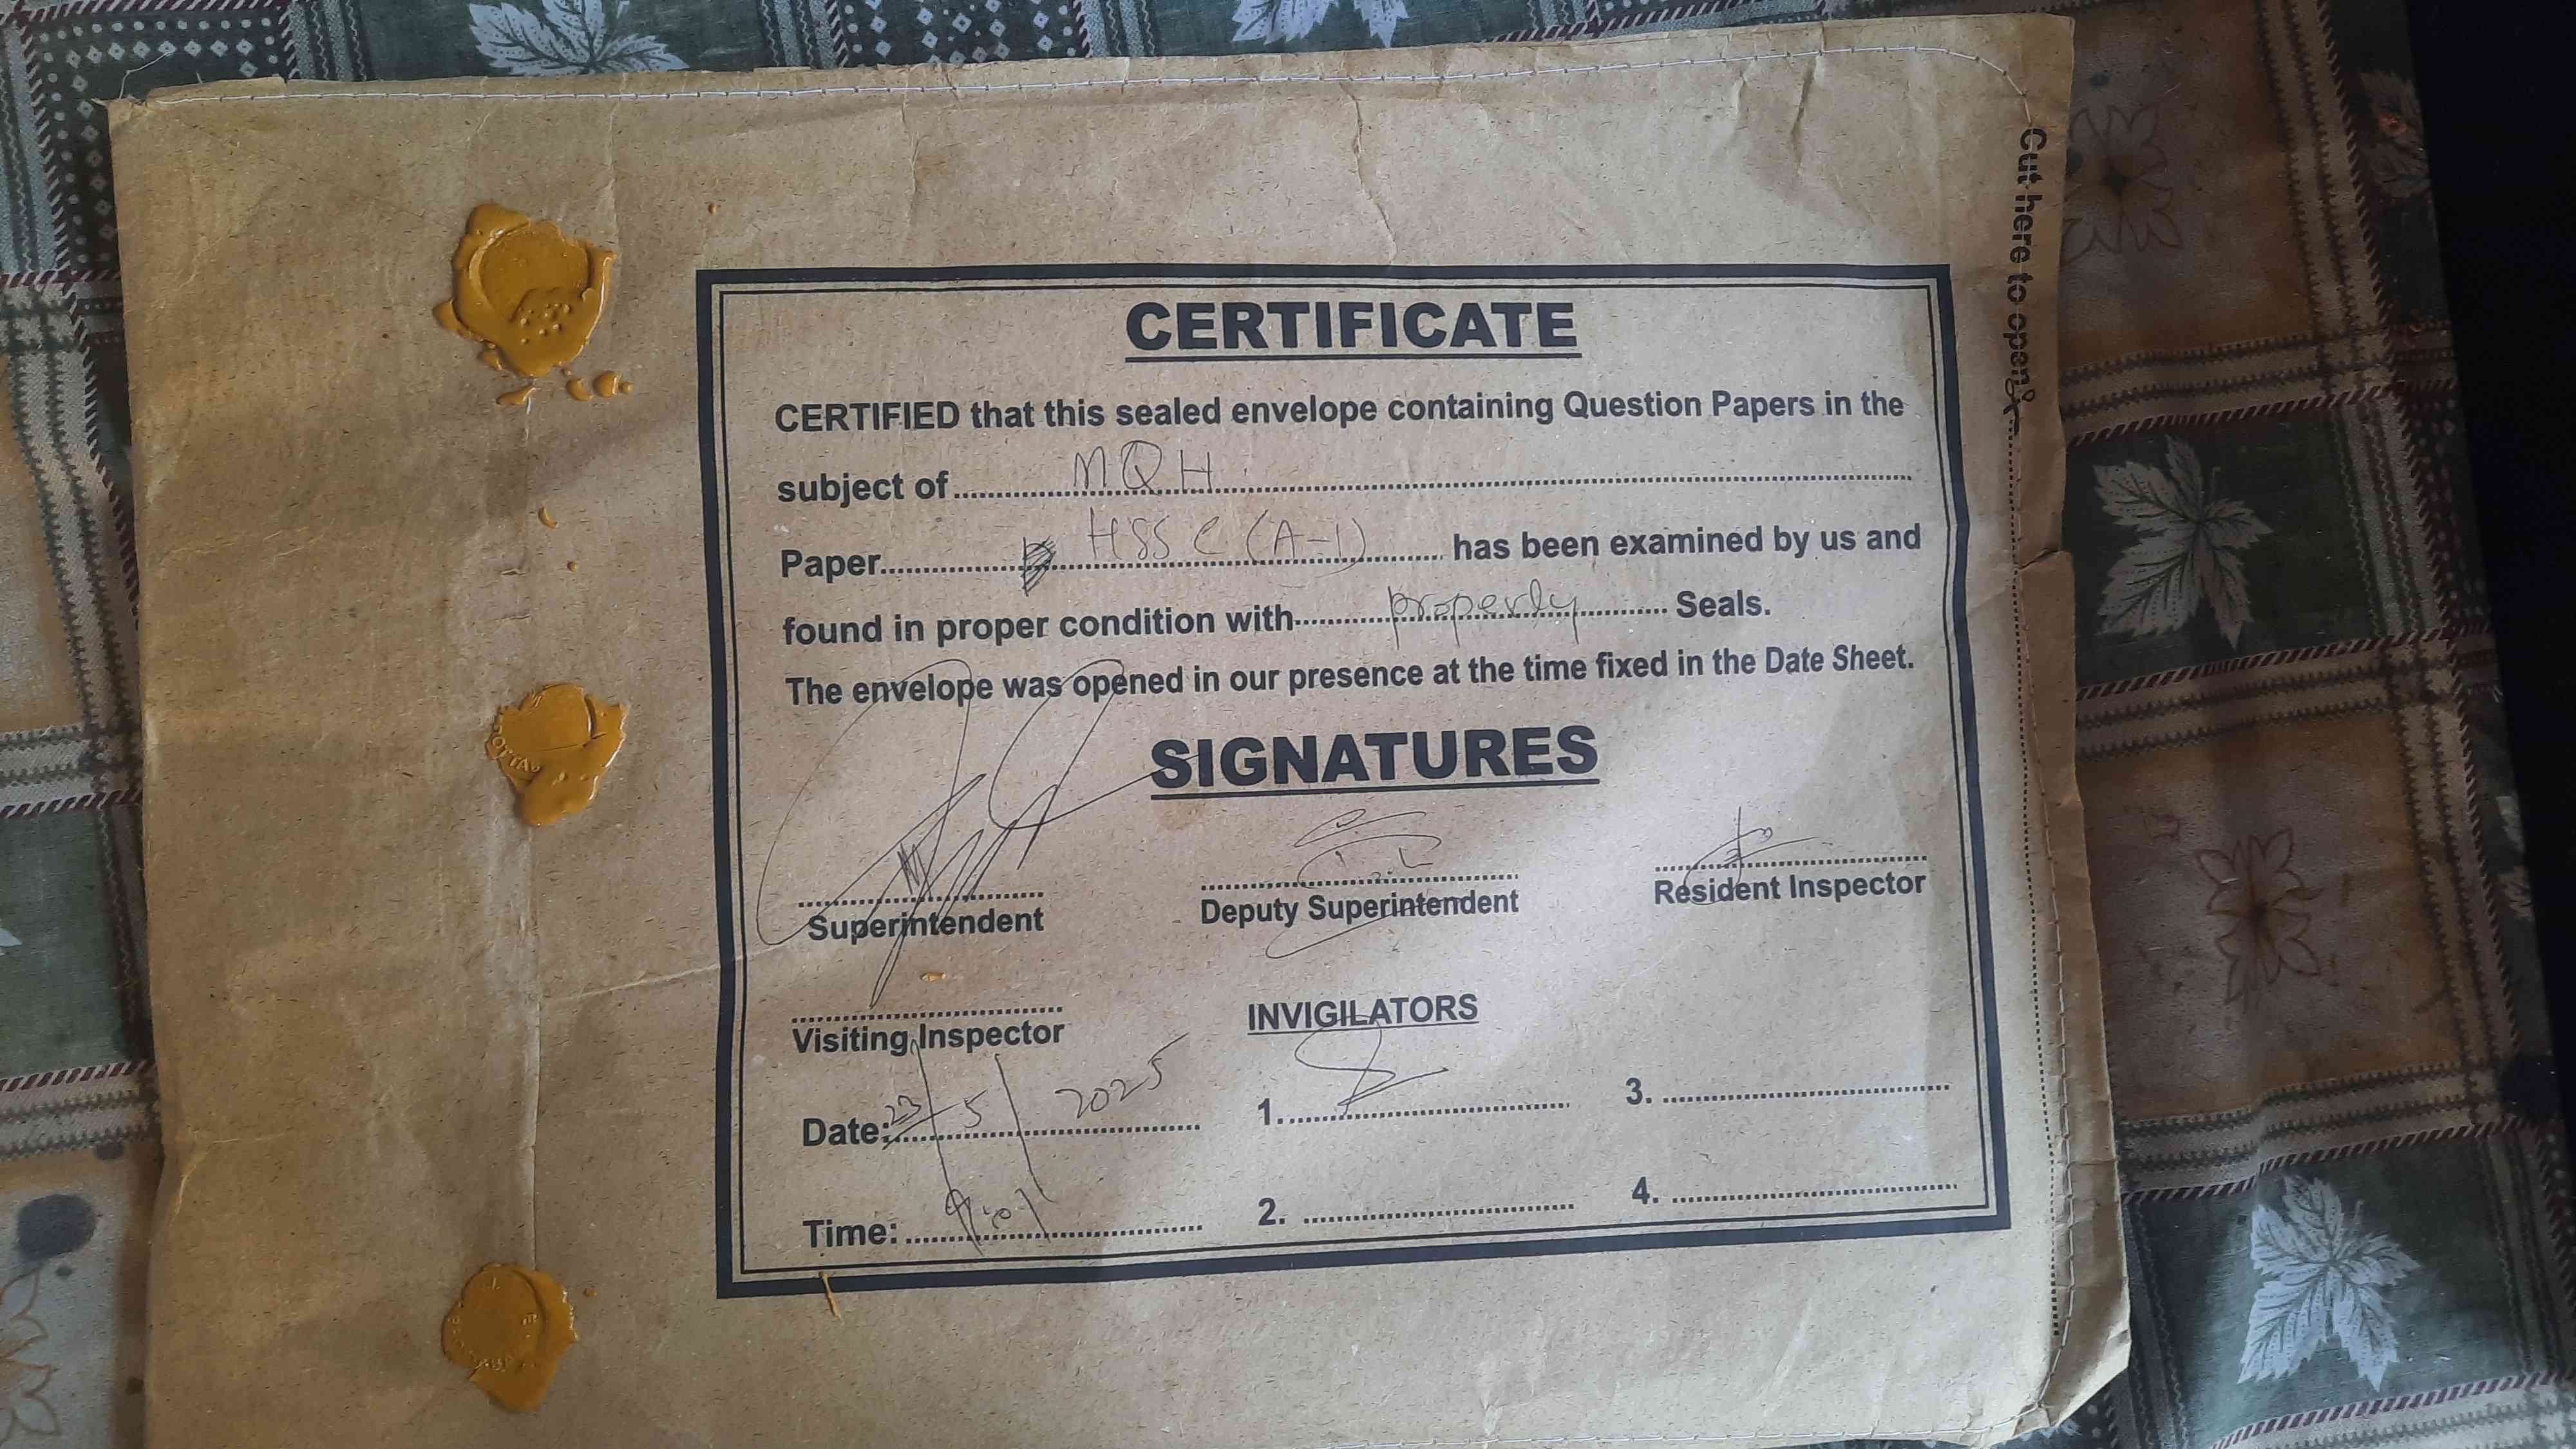 Cut here to open
CERTIFICATE
CERTIFIED that this sealed envelope containing Question Papers in the
subject of MQH
Paper HSSC (A-1) has been examined by us and
found in proper condition with properly Seals.
The envelope was opened in our presence at the time fixed in the Date Sheet.
SIGNATURES
Superintendent Deputy Superintendent Resident Inspector
Visiting Inspector INVIGILATORS
Date: 23/5/2025 1. 3.
Time: 2. 4.